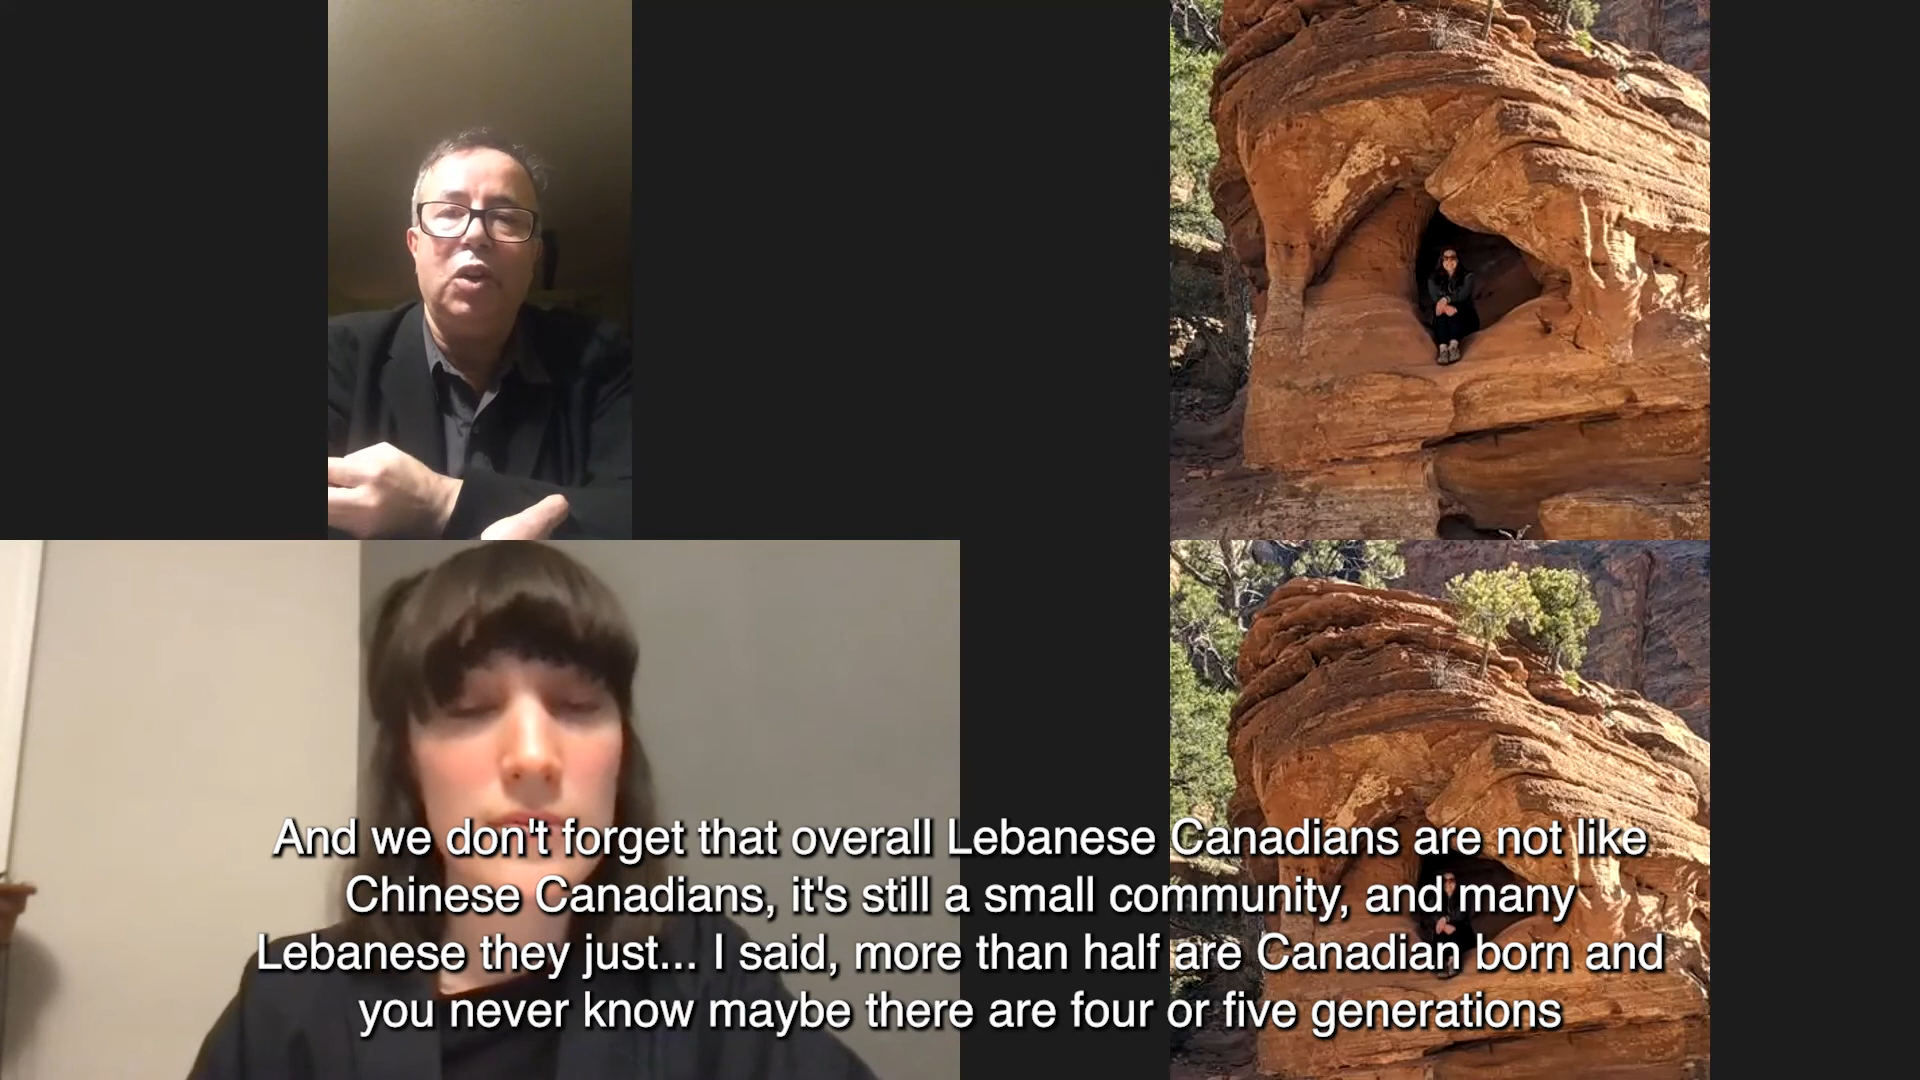 And we don't forget that overall Lebanese Canadians are not like
Chinese Canadians, it's still a small community, and many
Lebanese they just... I said, more than half are Canadian born and
you never know maybe there are four or five generations